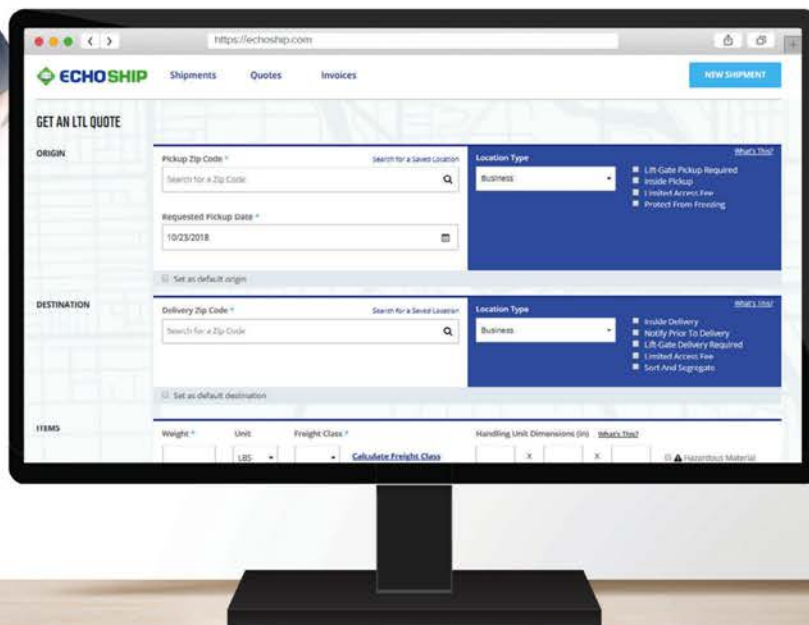 https://echoship.com
ECHOSHIP Shipments Quotes Invoices NEW SHIPMENT
GET AN LTL QUOTE
ORIGIN
Pickup Zip Code * Search for a Saved Location Location Type What's This?
Search for a Zip Code Business Lift-Gate Pickup Required
Inside Pickup
Limited Access Fee
Protect From Freezing
Requested Pickup Date *
10/23/2018
Set as default origin
DESTINATION
Delivery Zip Code * Search for a Saved Location Location Type What's This?
Search for a Zip Code Business Inside Delivery
Notify Prior To Delivery
Lift-Gate Delivery Required
Limited Access Fee
Sort And Segregate
Set as default destination
ITEMS
Weight * Unit Freight Class * Handling Unit Dimensions (in) What's This?
LBS Calculate Freight Class X X Hazardous Material